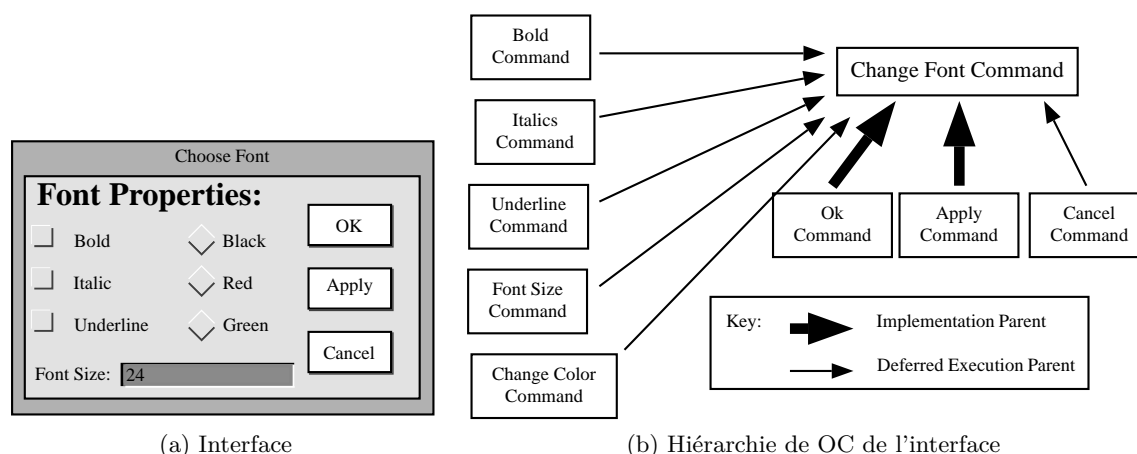 Choose Font
Font Properties:
Bold
Black
OK
Italic
Red
Apply
Underline
Green
Cancel
Font Size:
24
(a) Interface
Bold
Command
Italics
Command
Underline
Command
Font Size
Command
Change Color
Command
Change Font Command
Ok
Command
Apply
Command
Cancel
Command
Key:
Implementation Parent
Deferred Execution Parent
(b) Hiérarchie de OC de l'interface